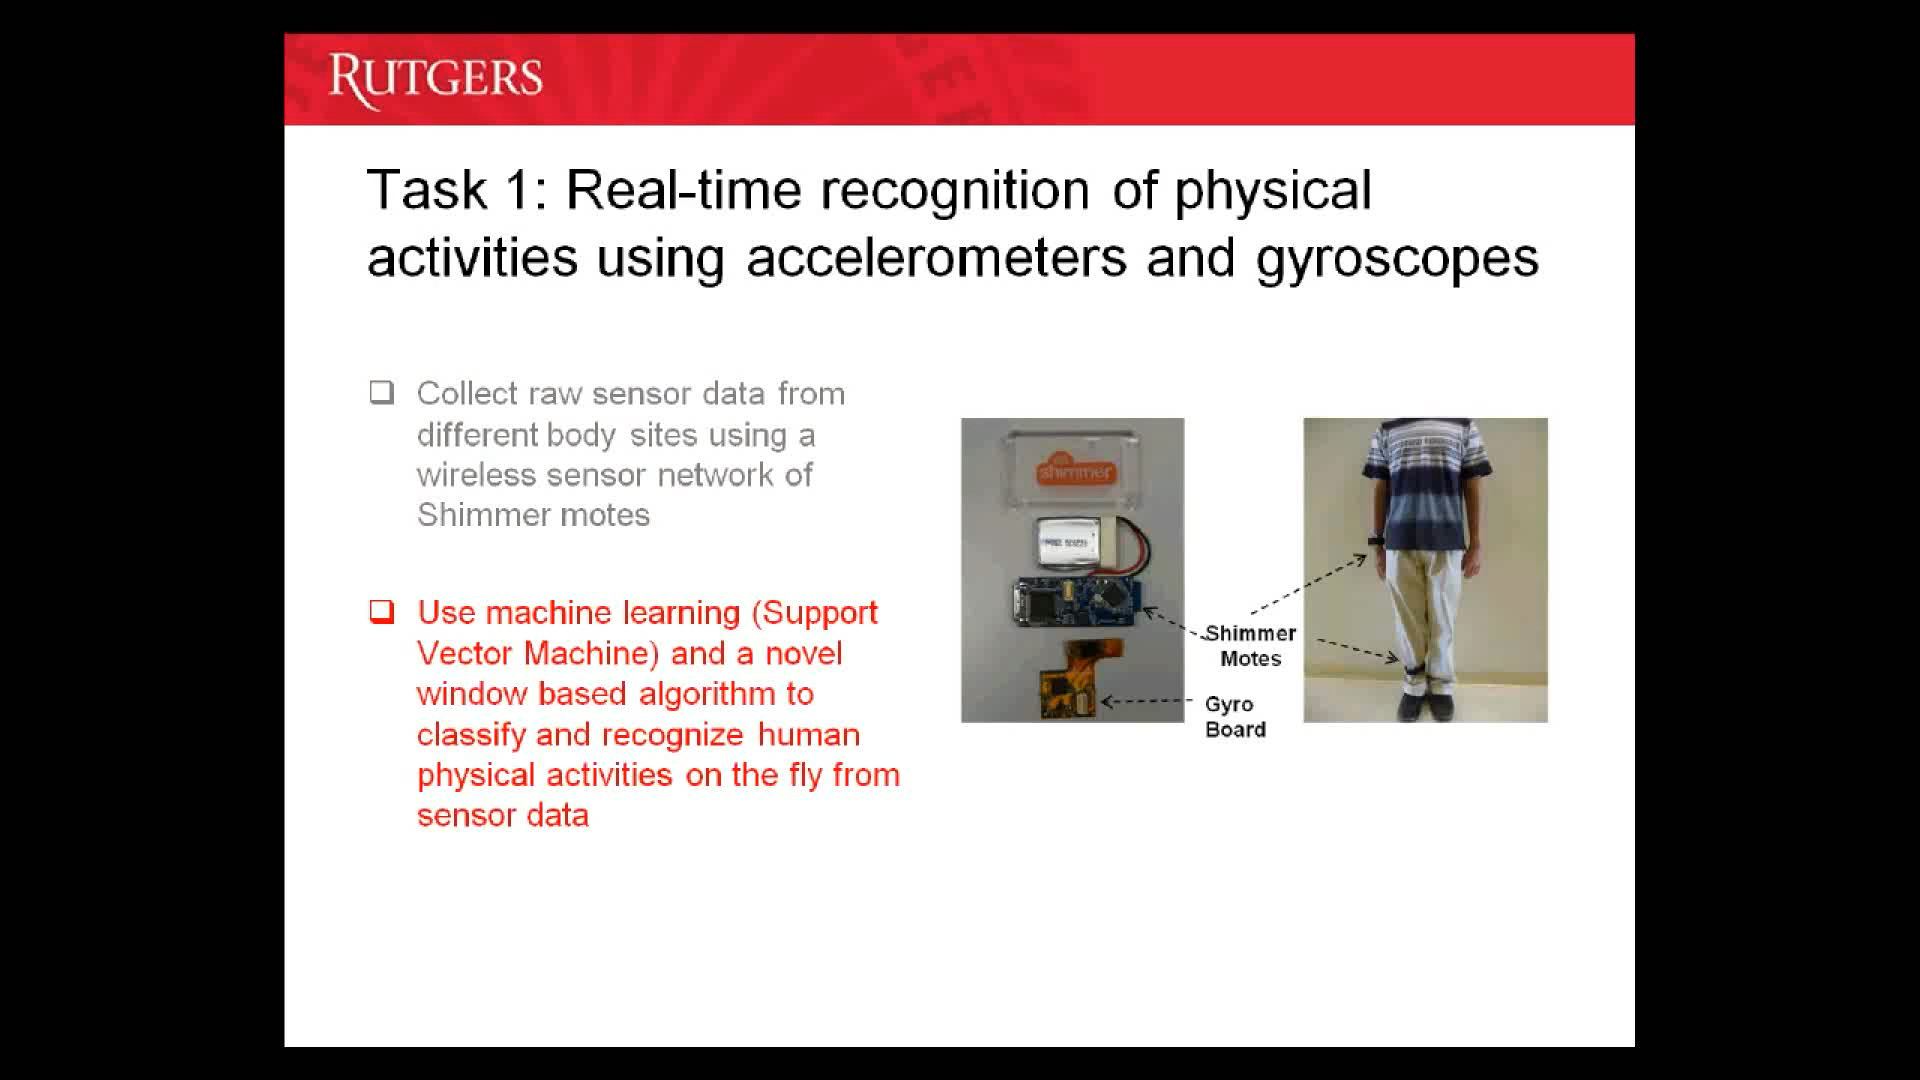 RUTGERS
Task 1: Real-time recognition of physical
activities using accelerometers and gyroscopes
Collect raw sensor data from
different body sites using a
wireless sensor network of
Shimmer motes
Use machine learning (Support
Vector Machine) and a novel
window based algorithm to
classify and recognize human
physical activities on the fly from
sensor data
shimmer
Shimmer
Motes
Gyro
Board